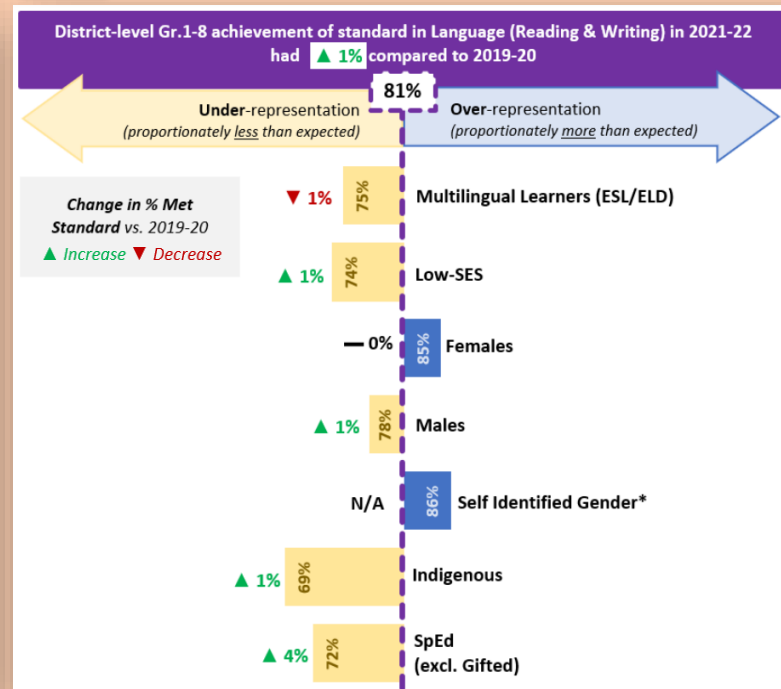 District-level Gr.1-8 achievement of standard in Language (Reading & Writing) in 2021-22
had ▲ 1% compared to 2019-20
81%
Under-representation
(proportionately less than expected)
Over-representation
(proportionately more than expected)
Change in % Met
Standard vs. 2019-20
▲ Increase ▼ Decrease
▼ 1% 75% Multilingual Learners (ESL/ELD)
▲ 1% 74% Low-SES
— 0% 85% Females
▲ 1% 78% Males
N/A 86% Self Identified Gender*
▲ 1% 69% Indigenous
▲ 4% 72% SpEd
(excl. Gifted)